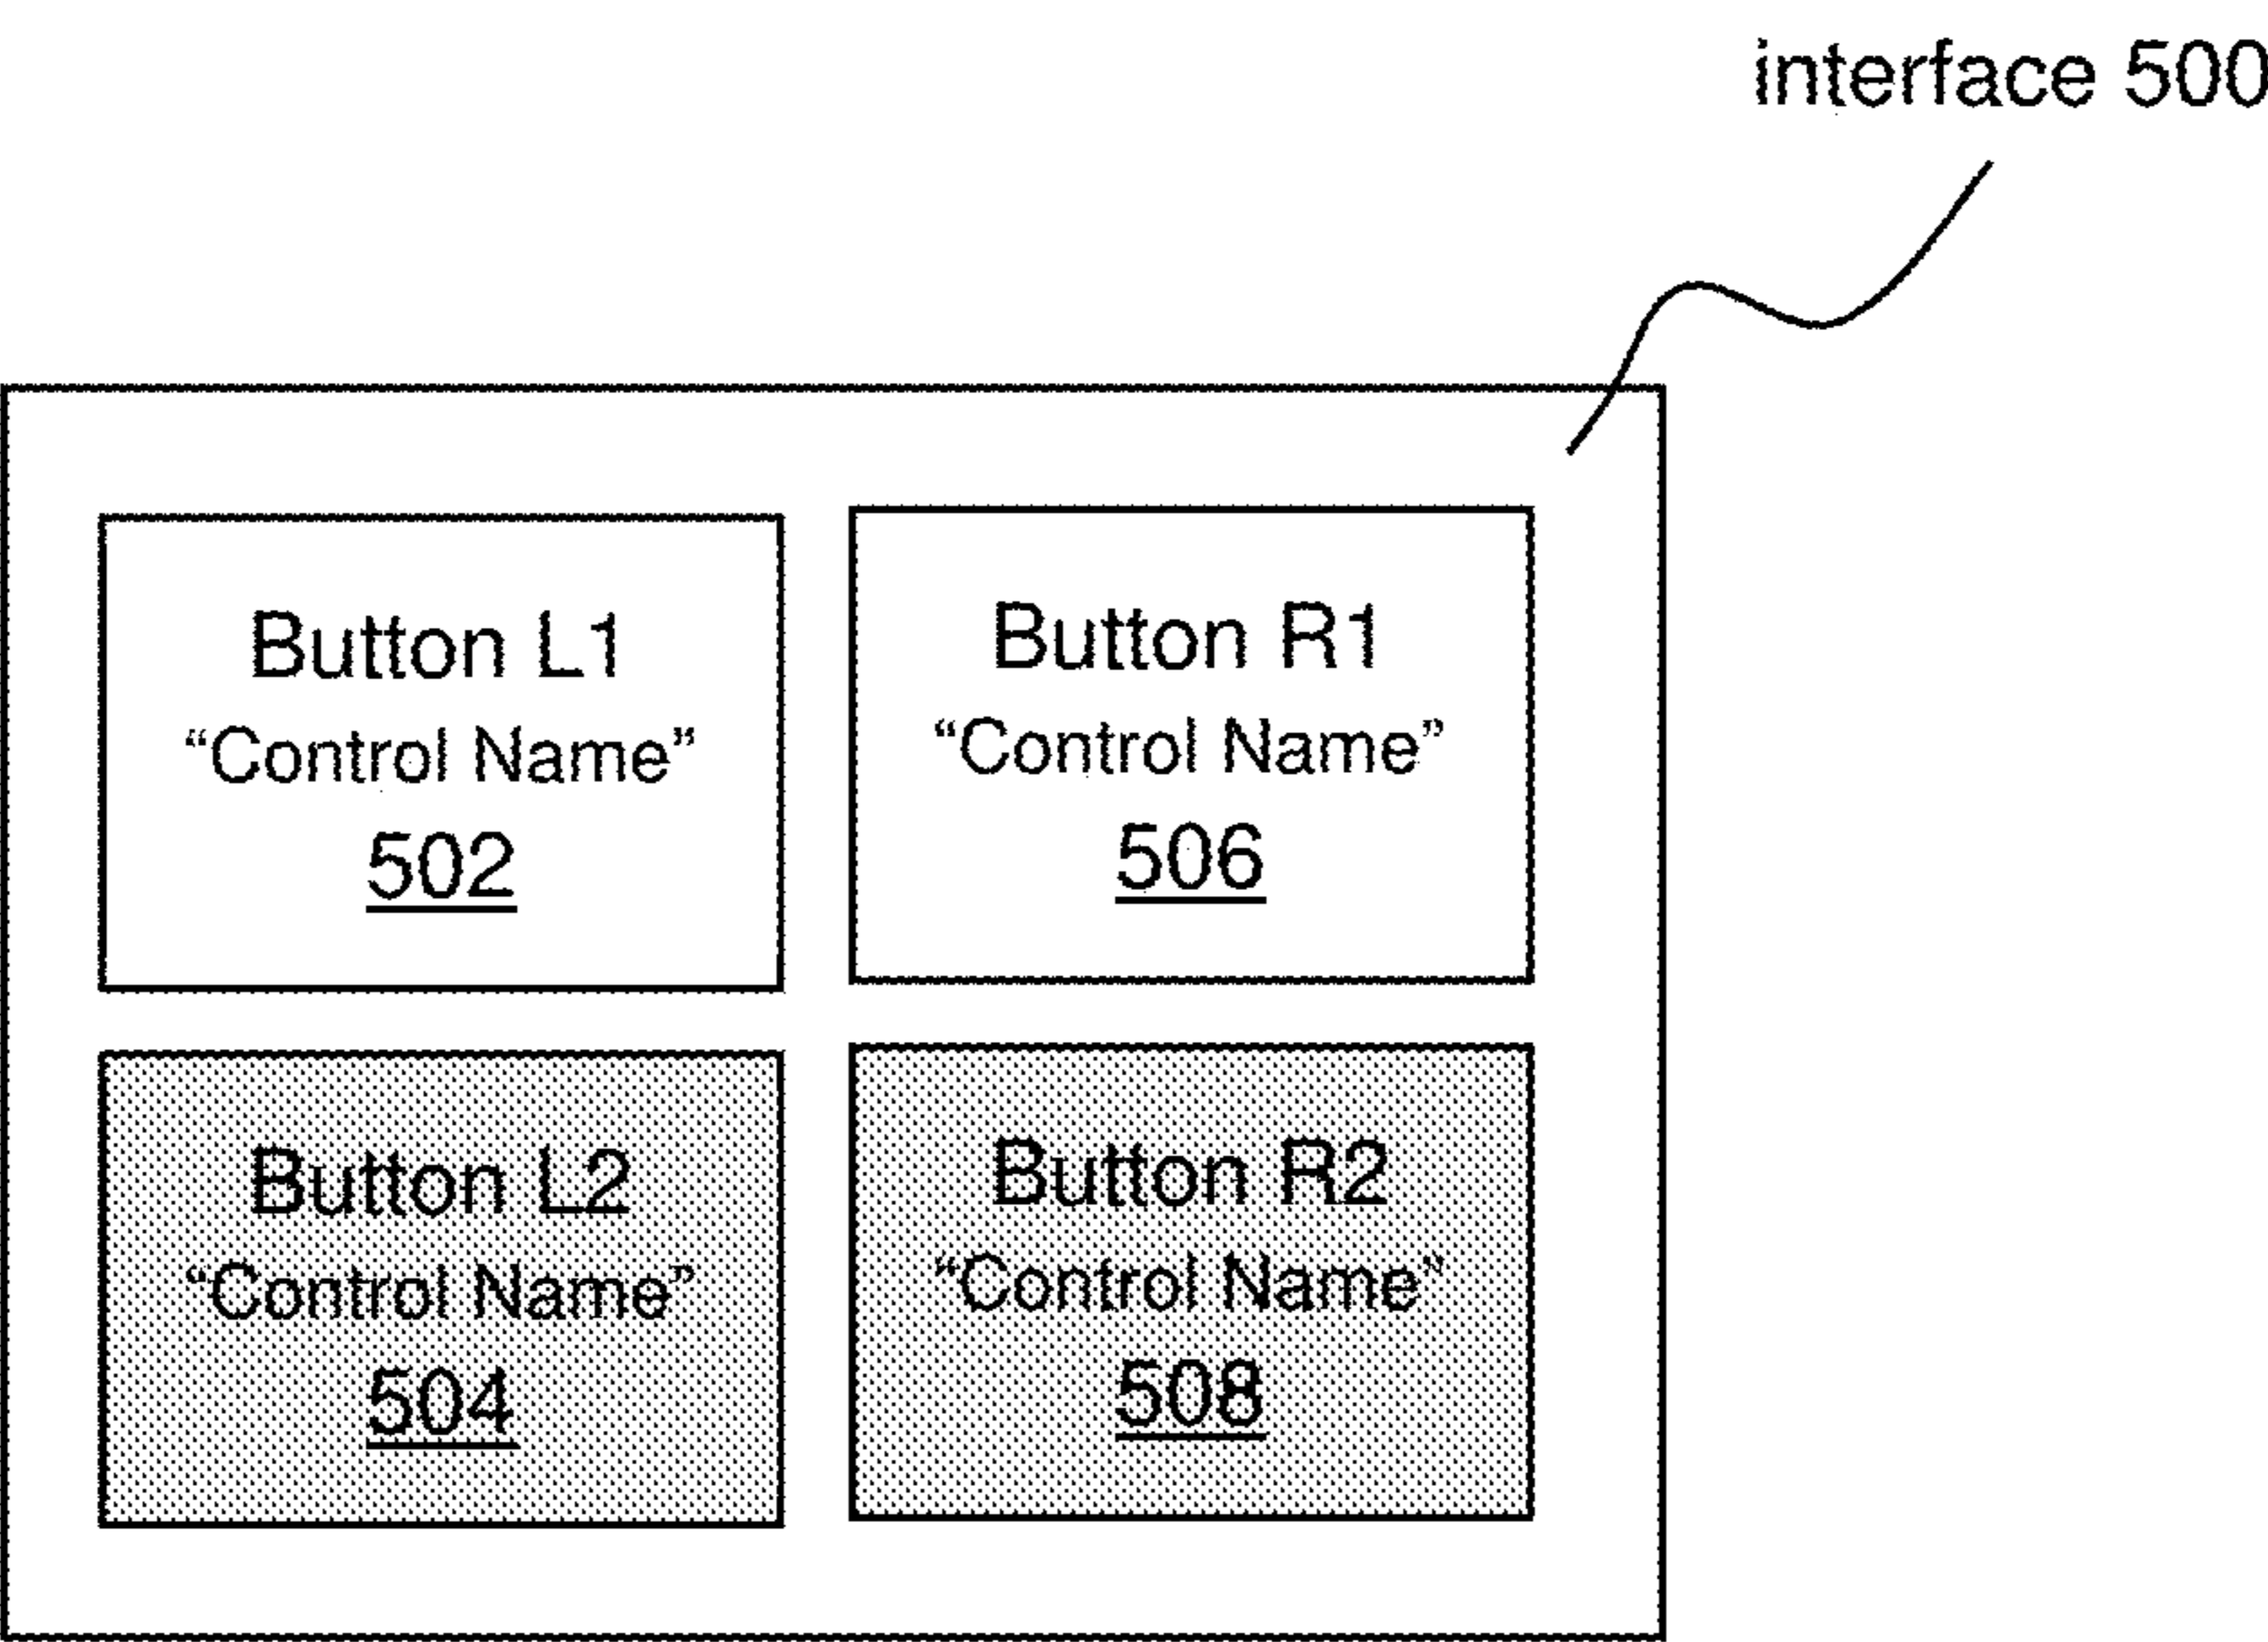 interface 500
Button L1
“Control Name”
502
Button R1
“Control Name”
506
Button L2
“Control Name”
504
Button R2
“Control Name”
508